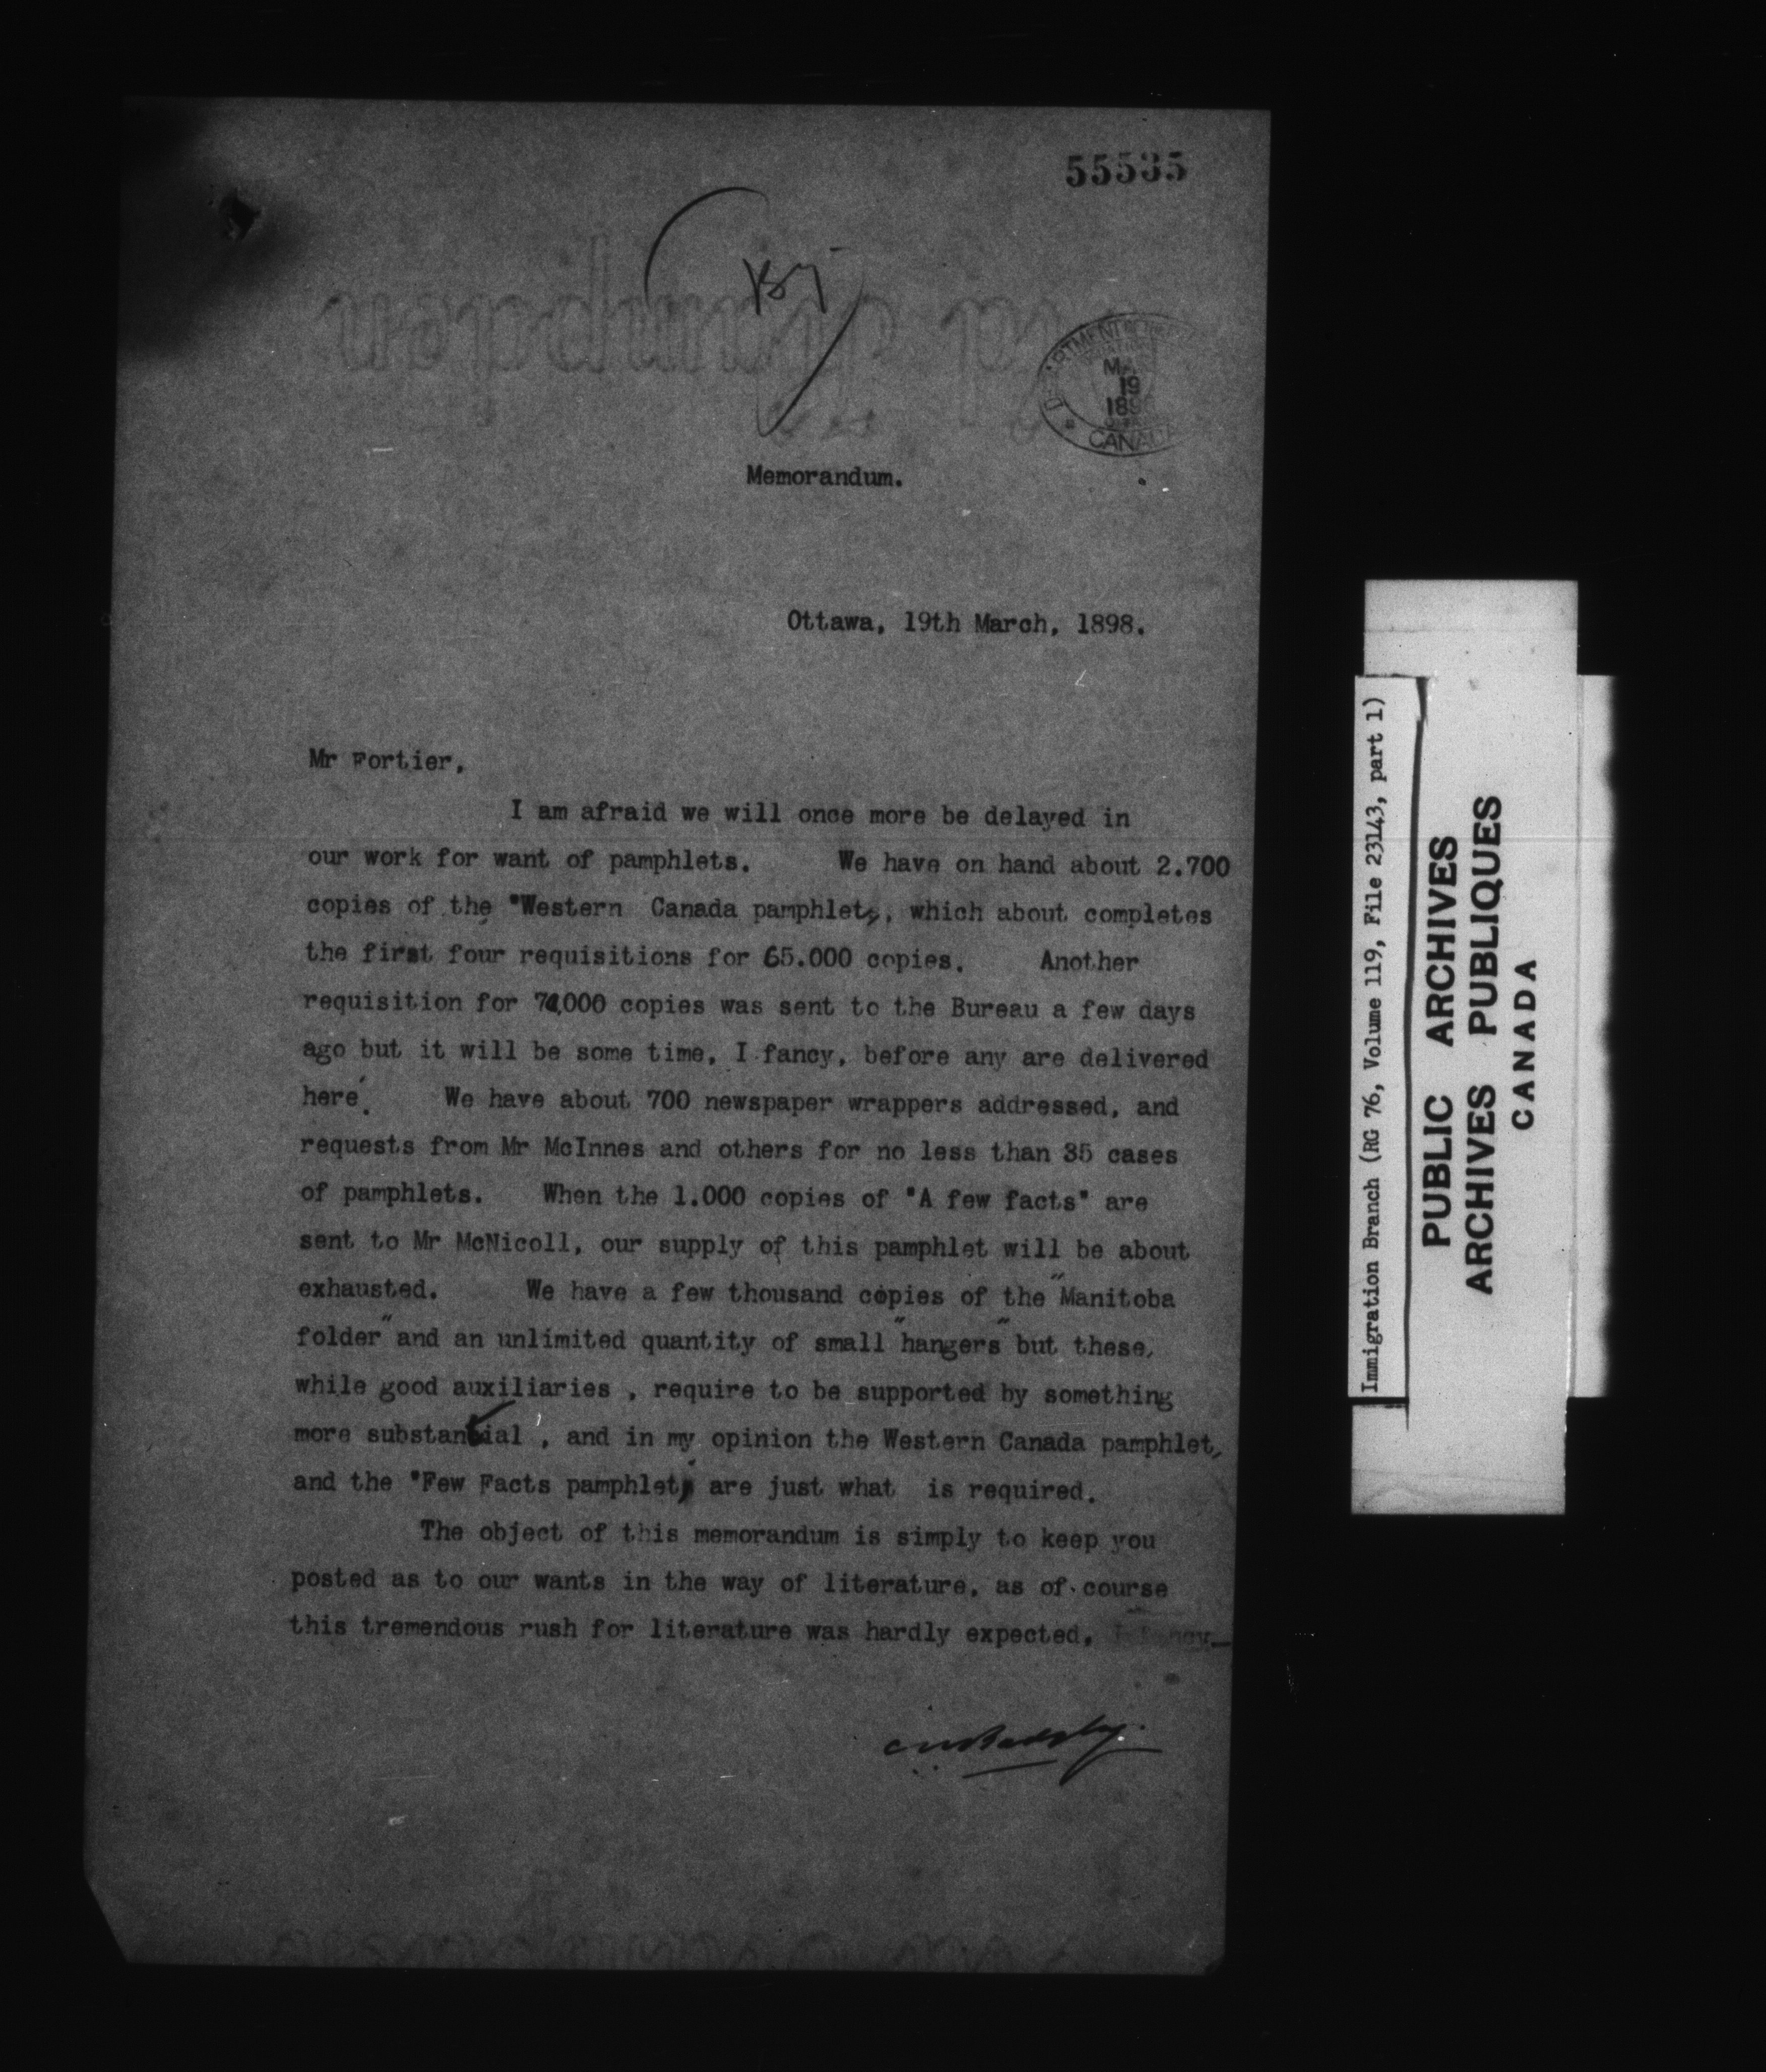 55535
DEPARTMENT OF
MA
19
189
CANADA
Memorandum.
Ottawa, 19th March, 1898.
Mr Fortier,
I am afraid we will once more be delayed in
our work for want of pamphlets. We have on hand about 2.700
copies of the "Western Canada pamphlet, which about completes
the first four requisitions for 65.000 copies. Another
requisition for 000 copies was sent to the Bureau a few days
ago but it will be some time, I fancy, before any are delivered
here. We have about 700 newspaper wrappers addressed, and
requests from Mr McInnes and others for no less than 35 cases
of pamphlets. When the 1.000 copies of "A few facts" are
sent to Mr McNicoll, our supply of this pamphlet will be about
exhausted. We have a few thousand copies of the "Manitoba
folder" and an unlimited quantity of small "hangers" but these,
while good auxiliaries , require to be supported by something
more substantial , and in my opinion the Western Canada pamphlet,
and the "Few Facts pamphlet" are just what is required.
The object of this memorandum is simply to keep you
posted as to our wants in the way of literature, as of course
this tremendous rush for literature was hardly expected,
Immigration Branch (RG 76, Volume 119, File 23143, part 1)
PUBLIC ARCHIVES
ARCHIVES PUBLIQUES
CANADA